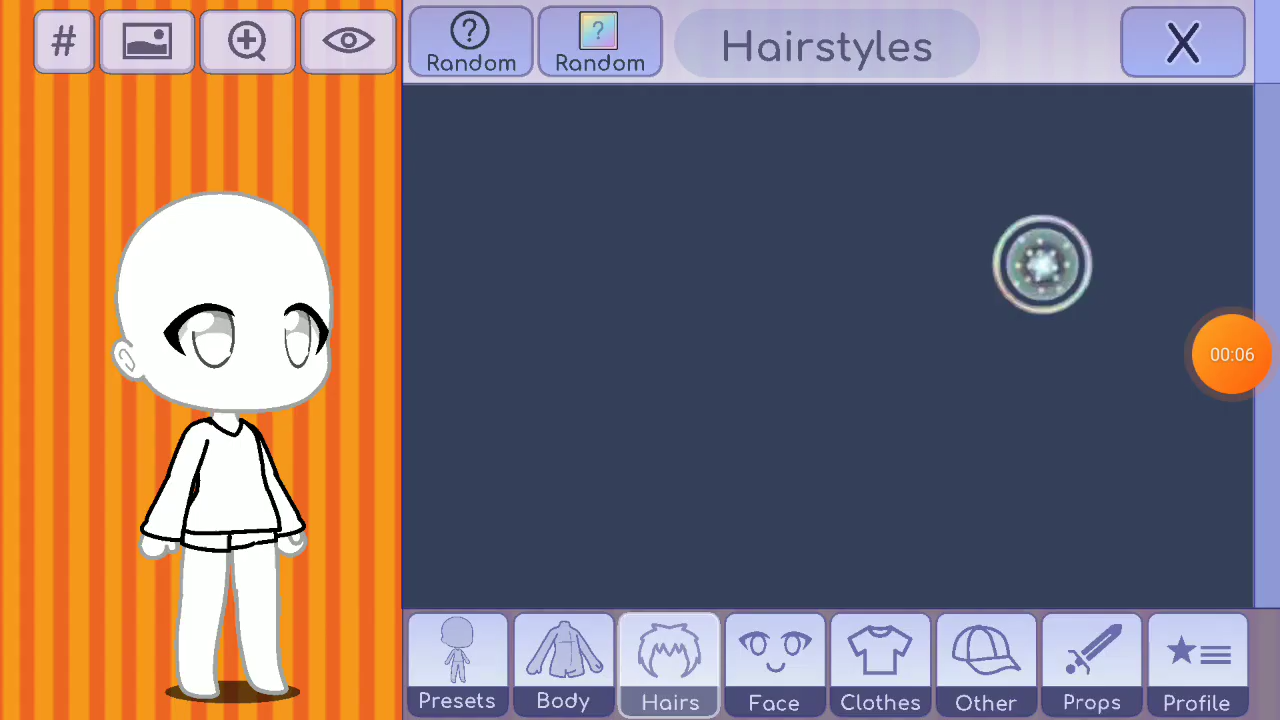 #
?
Random
?
Random
Hairstyles
X
00:06
Presets
Body
Hairs
Face
Clothes
Other
Props
Profile